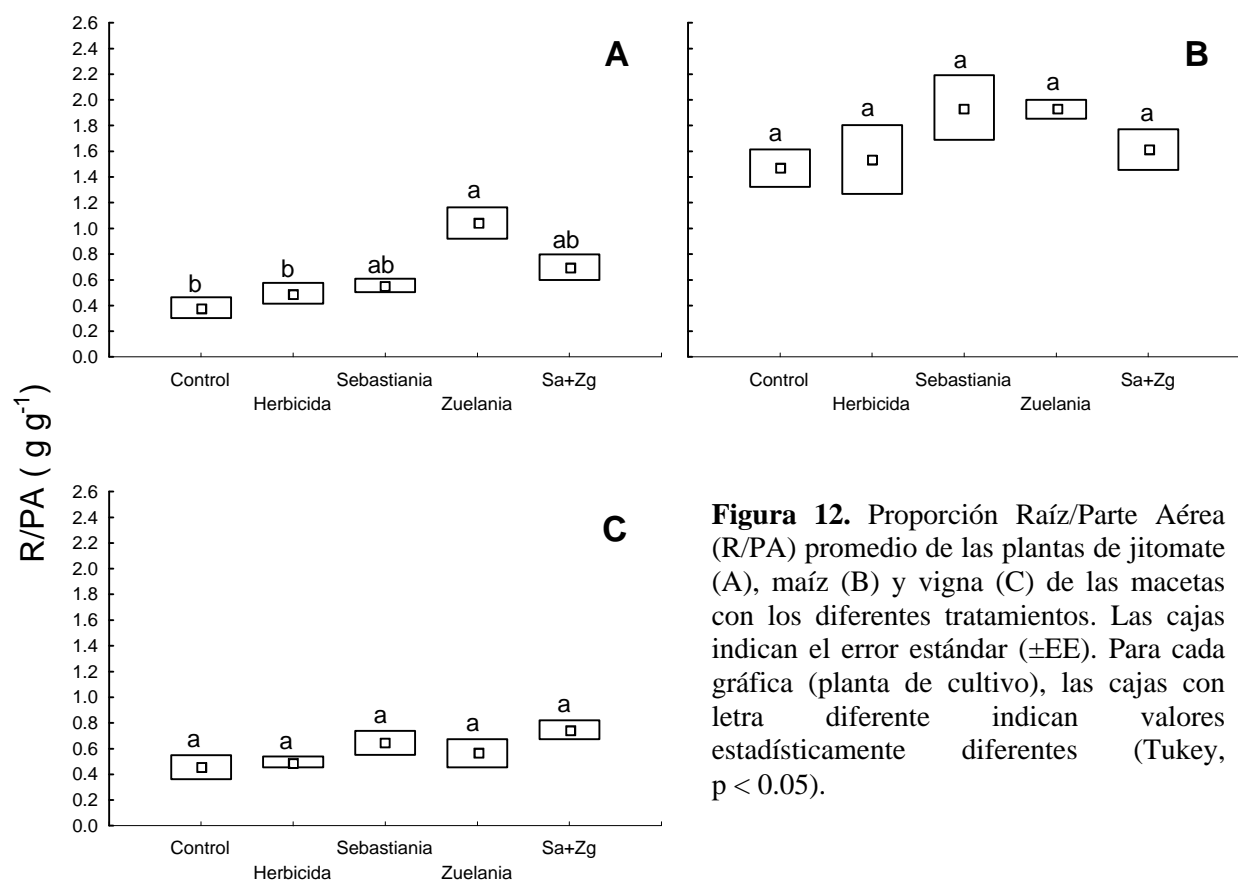 2.6
2.4
2.2
2.0
1.8
1.6
1.4
1.2
1.0
0.8
0.6
0.4
0.2
0.0
A
b
b
ab
a
ab
Control
Herbicida
Sebastiania
Zuelania
Sa+Zg
B
a
a
a
a
a
Control
Herbicida
Sebastiania
Zuelania
Sa+Zg
R/PA ( g g-1)
2.6
2.4
2.2
2.0
1.8
1.6
1.4
1.2
1.0
0.8
0.6
0.4
0.2
0.0
C
a
a
a
a
a
Control
Herbicida
Sebastiania
Zuelania
Sa+Zg
Figura 12. Proporción Raíz/Parte Aérea
(R/PA) promedio de las plantas de jitomate
(A), maíz (B) y vigna (C) de las macetas
con los diferentes tratamientos. Las cajas
indican el error estándar (±EE). Para cada
gráfica (planta de cultivo), las cajas con
letra diferente indican valores
estadísticamente diferentes (Tukey,
p < 0.05).